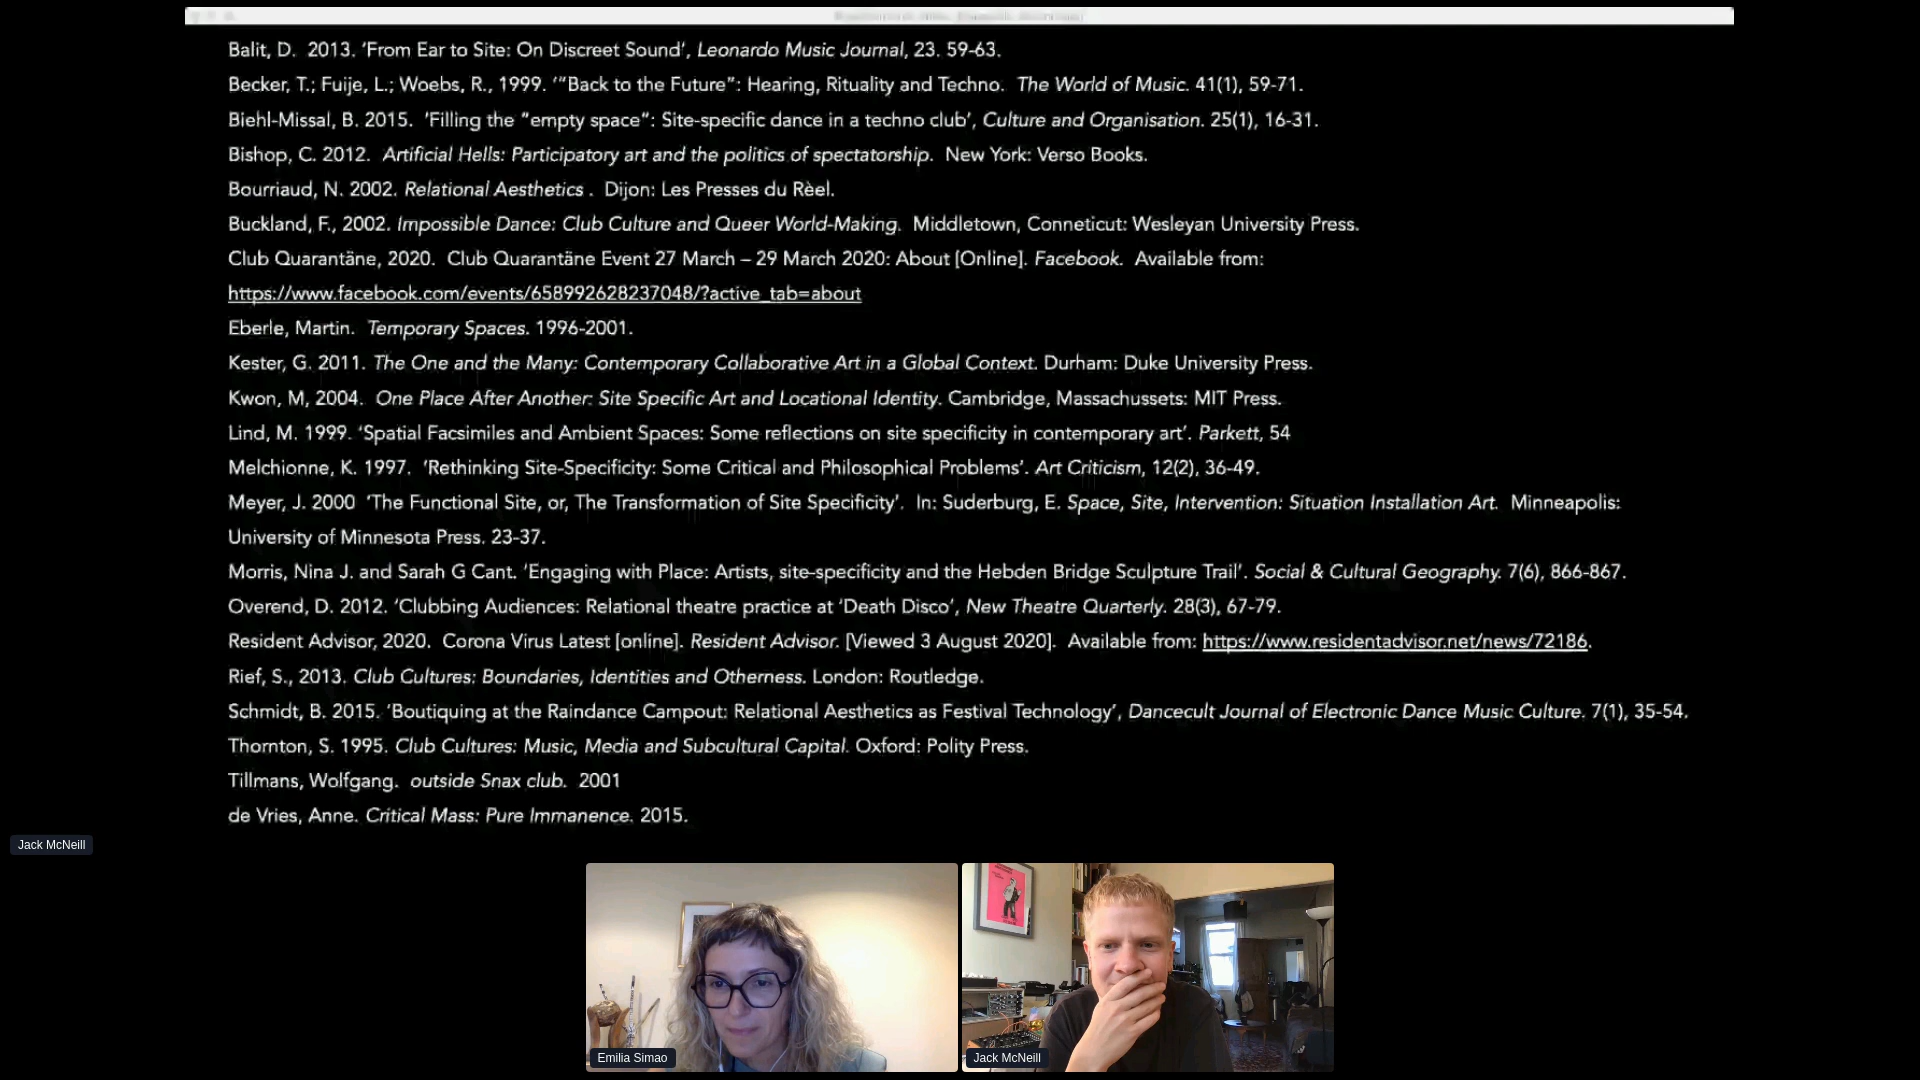 Balit, D. 2013. ‘From Ear to Site: On Discreet Sound’, Leonardo Music Journal, 23. 59-63.
Becker, T.; Fuije, L.; Woebs, R., 1999. ‘“Back to the Future”: Hearing, Rituality and Techno. The World of Music. 41(1), 59-71.
Biehl-Missal, B. 2015. ‘Filling the “empty space“: Site-specific dance in a techno club’, Culture and Organisation. 25(1), 16-31.
Bishop, C. 2012. Artificial Hells: Participatory art and the politics of spectatorship. New York: Verso Books.
Bourriaud, N. 2002. Relational Aesthetics . Dijon: Les Presses du Rèel.
Buckland, F., 2002. Impossible Dance: Club Culture and Queer World-Making. Middletown, Conneticut: Wesleyan University Press.
Club Quarantäne, 2020. Club Quarantäne Event 27 March – 29 March 2020: About [Online]. Facebook. Available from:
https://www.facebook.com/events/658992628237048/?active_tab=about
Eberle, Martin. Temporary Spaces. 1996-2001.
Kester, G. 2011. The One and the Many: Contemporary Collaborative Art in a Global Context. Durham: Duke University Press.
Kwon, M, 2004. One Place After Another: Site Specific Art and Locational Identity. Cambridge, Massachussets: MIT Press.
Lind, M. 1999. ‘Spatial Facsimiles and Ambient Spaces: Some reflections on site specificity in contemporary art’. Parkett, 54
Melchionne, K. 1997. ‘Rethinking Site-Specificity: Some Critical and Philosophical Problems’. Art Criticism, 12(2), 36-49.
Meyer, J. 2000 ‘The Functional Site, or, The Transformation of Site Specificity’. In: Suderburg, E. Space, Site, Intervention: Situation Installation Art. Minneapolis:
University of Minnesota Press. 23-37.
Morris, Nina J. and Sarah G Cant. ‘Engaging with Place: Artists, site-specificity and the Hebden Bridge Sculpture Trail’. Social & Cultural Geography. 7(6), 866-867.
Overend, D. 2012. ‘Clubbing Audiences: Relational theatre practice at ‘Death Disco’, New Theatre Quarterly. 28(3), 67-79.
Resident Advisor, 2020. Corona Virus Latest [online]. Resident Advisor. [Viewed 3 August 2020]. Available from: https://www.residentadvisor.net/news/72186.
Rief, S., 2013. Club Cultures: Boundaries, Identities and Otherness. London: Routledge.
Schmidt, B. 2015. ‘Boutiquing at the Raindance Campout: Relational Aesthetics as Festival Technology’, Dancecult Journal of Electronic Dance Music Culture. 7(1), 35-54.
Thornton, S. 1995. Club Cultures: Music, Media and Subcultural Capital. Oxford: Polity Press.
Tillmans, Wolfgang. outside Snax club. 2001
de Vries, Anne. Critical Mass: Pure Immanence. 2015.
Jack McNeill
Emilia Simao
Jack McNeill